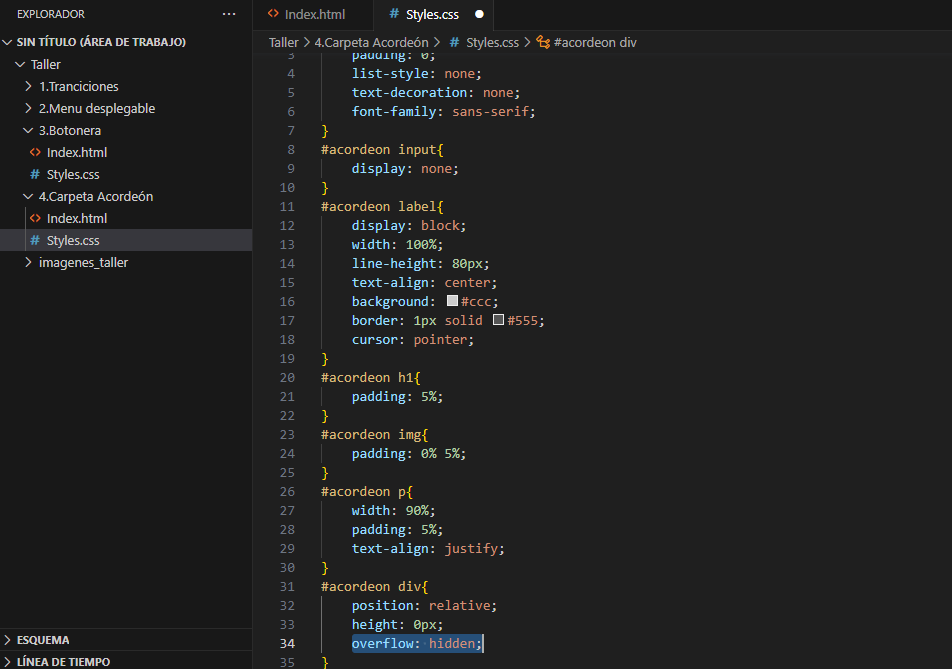 EXPLORADOR
SIN TÍTULO (ÁREA DE TRABAJO)
Taller
1.Tranciciones
2.Menu desplegable
3.Botonera
Index.html
# Styles.css
4.Carpeta Acordeón
Index.html
# Styles.css
imagenes_taller
ESQUEMA
LÍNEA DE TIEMPO
Index.html
# Styles.css
Taller > 4.Carpeta Acordeón > # Styles.css > #acordeon div
3 padding: 0;
4 list-style: none;
5 text-decoration: none;
6 font-family: sans-serif;
7 }
8 #acordeon input{
9 display: none;
10 }
11 #acordeon label{
12 display: block;
13 width: 100%;
14 line-height: 80px;
15 text-align: center;
16 background: #ccc;
17 border: 1px solid #555;
18 cursor: pointer;
19 }
20 #acordeon h1{
21 padding: 5%;
22 }
23 #acordeon img{
24 padding: 0% 5%;
25 }
26 #acordeon p{
27 width: 90%;
28 padding: 5%;
29 text-align: justify;
30 }
31 #acordeon div{
32 position: relative;
33 height: 0px;
34 overflow: hidden;
35 }